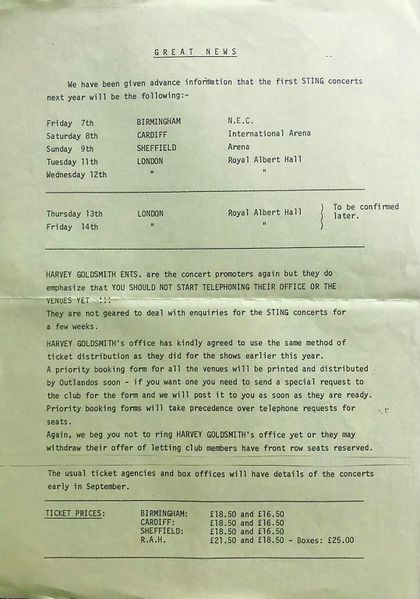 GREAT NEWS
We have been given advance information that the first STING concerts
next year will be the following:-
Friday 7th BIRMINGHAM N.E.C.
Saturday 8th CARDIFF International Arena
Sunday 9th SHEFFIELD Arena
Tuesday 11th LONDON Royal Albert Hall
Wednesday 12th " "
Thursday 13th LONDON Royal Albert Hall ) To be confirmed
Friday 14th " " ) later.
HARVEY GOLDSMITH ENTS. are the concert promoters again but they do
emphasize that YOU SHOULD NOT START TELEPHONING THEIR OFFICE OR THE
VENUES YET !!!
They are not geared to deal with enquiries for the STING concerts for
a few weeks.
HARVEY GOLDSMITH's office has kindly agreed to use the same method of
ticket distribution as they did for the shows earlier this year.
A priority booking form for all the venues will be printed and distributed
by Outlandos soon - if you want one you need to send a special request to
the club for the form and we will post it to you as soon as they are ready.
Priority booking forms will take precedence over telephone requests for
seats.
Again, we beg you not to ring HARVEY GOLDSMITH's office yet or they may
withdraw their offer of letting club members have front row seats reserved.
The usual ticket agencies and box offices will have details of the concerts
early in September.
TICKET PRICES: BIRMINGHAM: £18.50 and £16.50
CARDIFF: £18.50 and £16.50
SHEFFIELD: £18.50 and £16.50
R.A.H. £21.50 and £18.50 - Boxes: £25.00